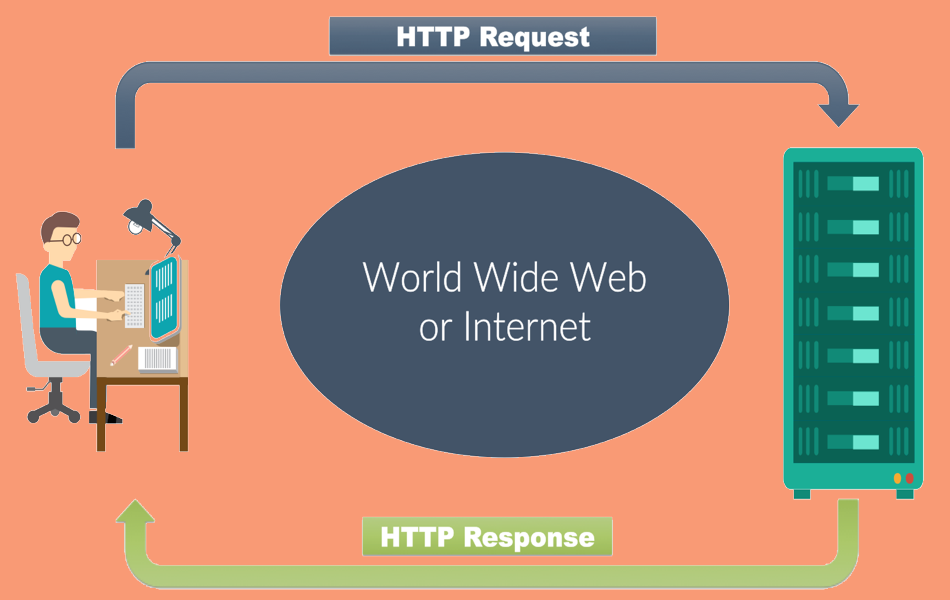 HTTP Request
World Wide Web
or Internet
HTTP Response